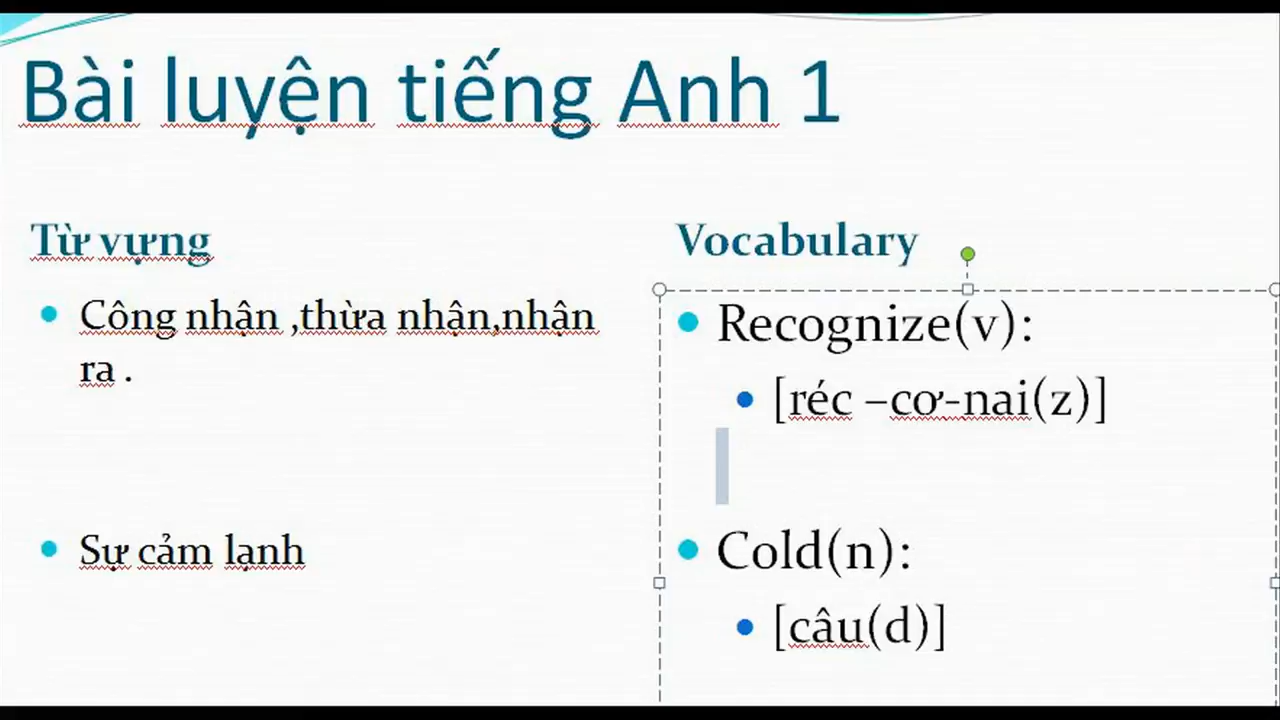 Bài luyện tiếng Anh 1
Từ vựng
Công nhận ,thừa nhận,nhận
ra .
Sự cảm lạnh
Vocabulary
Recognize(v):
[réc –cơ-nai(z)]
Cold(n):
[câu(d)]